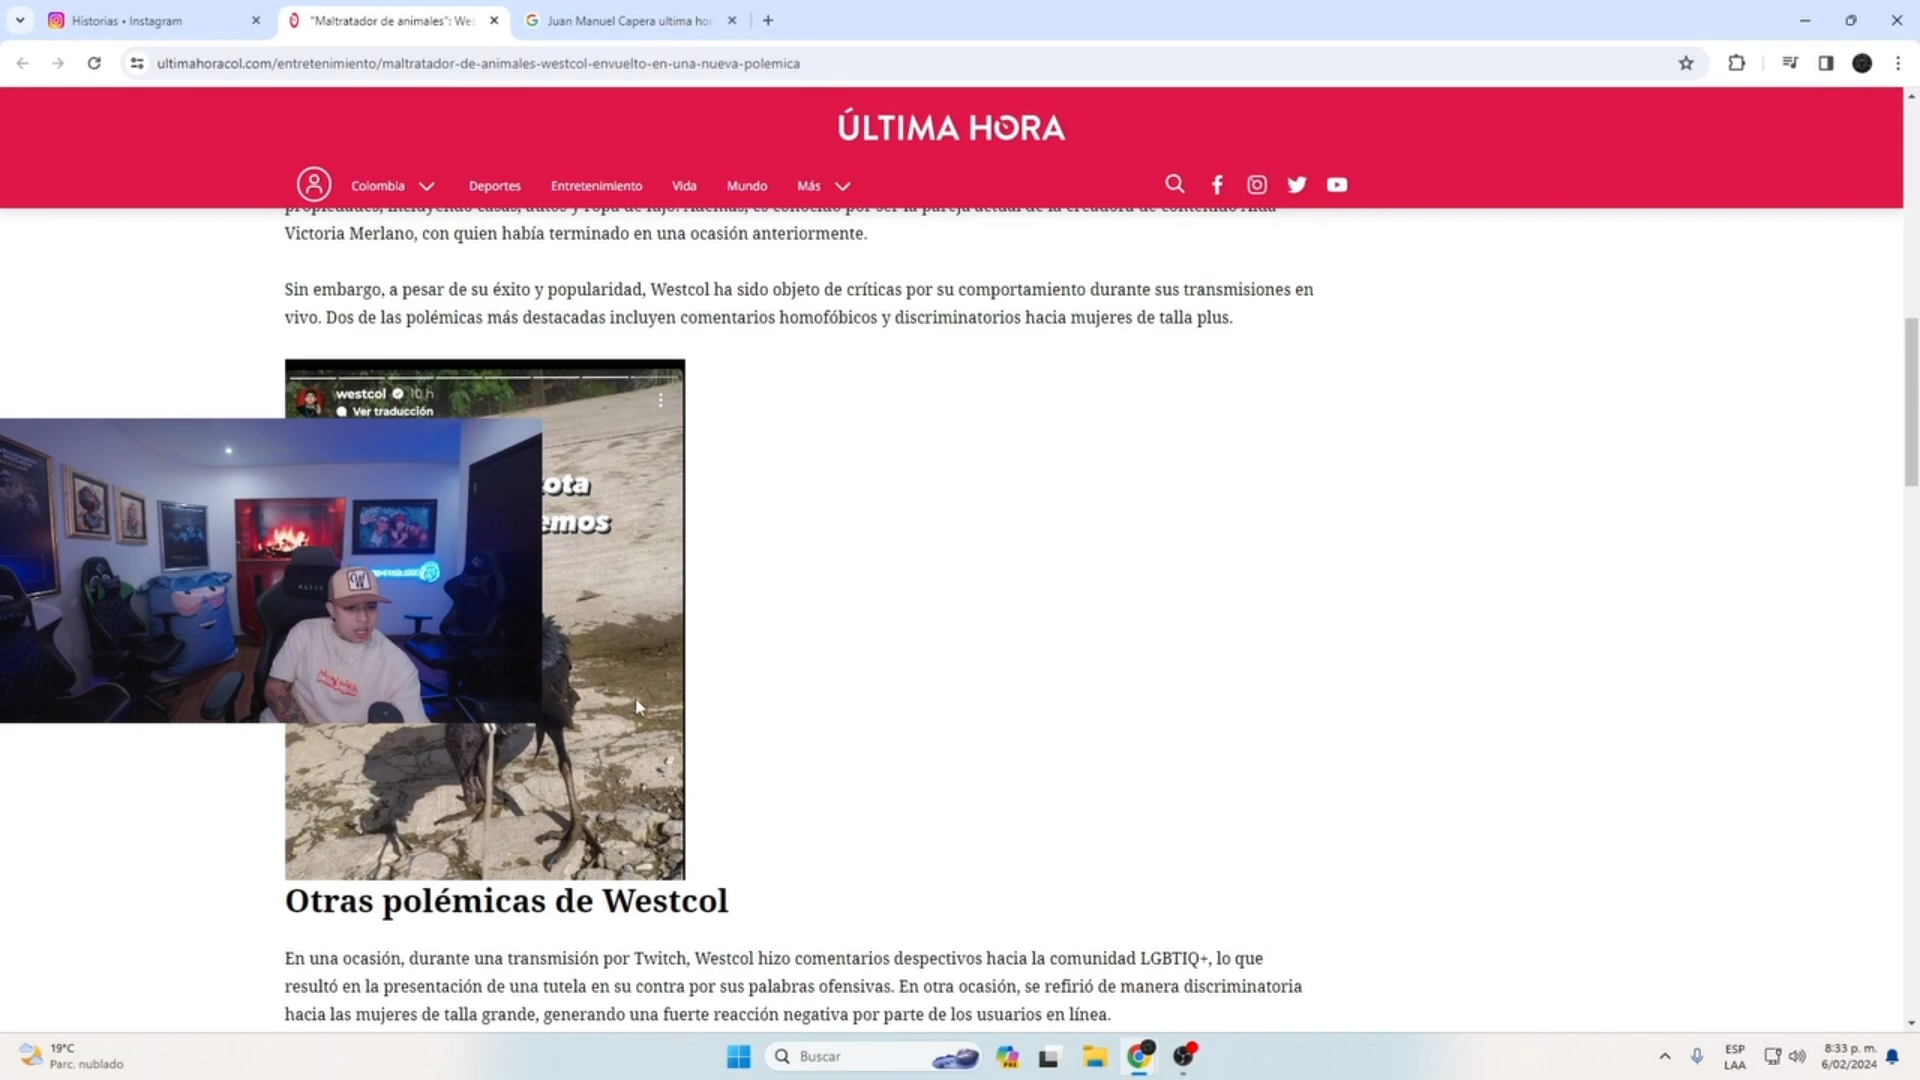 Historias • Instagram
"Maltratador de animales": Wes
Juan Manuel Capera ultima hor
ultimahoracol.com/entretenimiento/maltratador-de-animales-westcol-envuelto-en-una-nueva-polemica
ÚLTIMA HORA
Colombia Deportes Entretenimiento Vida Mundo Más
propiedades, incluyendo casas, autos y ropa de lujo. Además, es conocido por ser la pareja actual de la creadora de contenido Aida
Victoria Merlano, con quien había terminado en una ocasión anteriormente.
Sin embargo, a pesar de su éxito y popularidad, Westcol ha sido objeto de críticas por su comportamiento durante sus transmisiones en
vivo. Dos de las polémicas más destacadas incluyen comentarios homofóbicos y discriminatorios hacia mujeres de talla plus.
westcol 10 h
Ver traducción
ota
emos
Otras polémicas de Westcol
En una ocasión, durante una transmisión por Twitch, Westcol hizo comentarios despectivos hacia la comunidad LGBTIQ+, lo que
resultó en la presentación de una tutela en su contra por sus palabras ofensivas. En otra ocasión, se refirió de manera discriminatoria
hacia las mujeres de talla grande, generando una fuerte reacción negativa por parte de los usuarios en línea.
19°C
Parc. nublado
Buscar
PRE
ESP
LAA
8:33 p. m.
6/02/2024